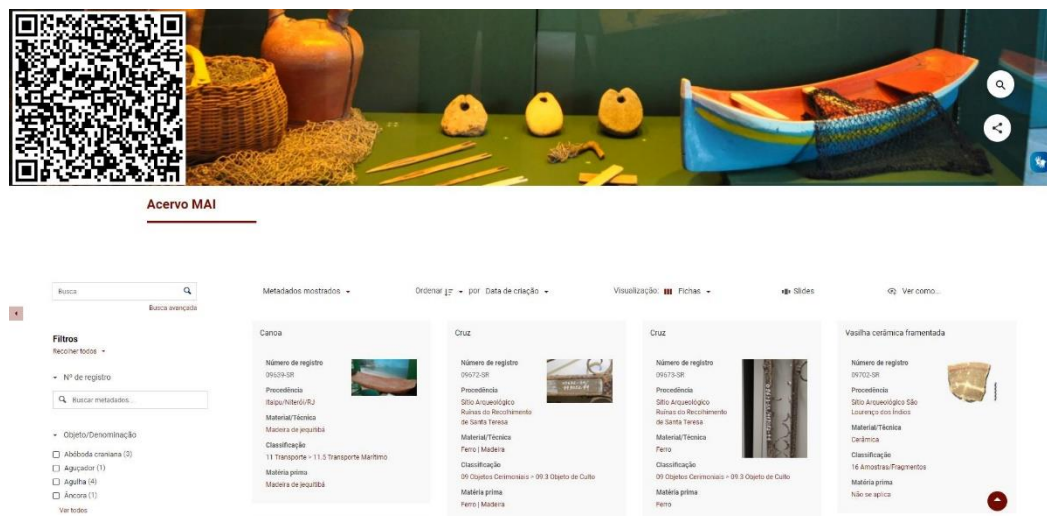 Acervo MAI
Busca
Busca avançada
Metadados mostrados
Ordenar por Data de criação
Visualização: Fichas
Slides
Ver como...
Filtros
Recolher todos
Nº de registro
Buscar metadados...
Objeto/Denominação
Abóboda craniana (3)
Aguçador (1)
Agulha (4)
Âncora (1)
Ver todos
Canoa
Número de registro
09639-SR
Procedência
Itaipu/Niterói/RJ
Material/Técnica
Madeira de jequitibá
Classificação
11 Transporte > 11.5 Transporte Marítimo
Matéria prima
Madeira de jequitibá
Cruz
Número de registro
09672-SR
Procedência
Sítio Arqueológico
Ruínas do Recolhimento
de Santa Teresa
Material/Técnica
Ferro | Madeira
Classificação
09 Objetos Cerimoniais > 09.3 Objeto de Culto
Matéria prima
Ferro | Madeira
Cruz
Número de registro
09673-SR
Procedência
Sítio Arqueológico
Ruínas do Recolhimento
de Santa Teresa
Material/Técnica
Ferro
Classificação
09 Objetos Cerimoniais > 09.3 Objeto de Culto
Matéria prima
Ferro
Vasilha cerâmica framentada
Número de registro
09702-SR
Procedência
Sítio Arqueológico São
Lourenço dos Índios
Material/Técnica
Cerâmica
Classificação
16 Amostras/Fragmentos
Matéria prima
Não se aplica